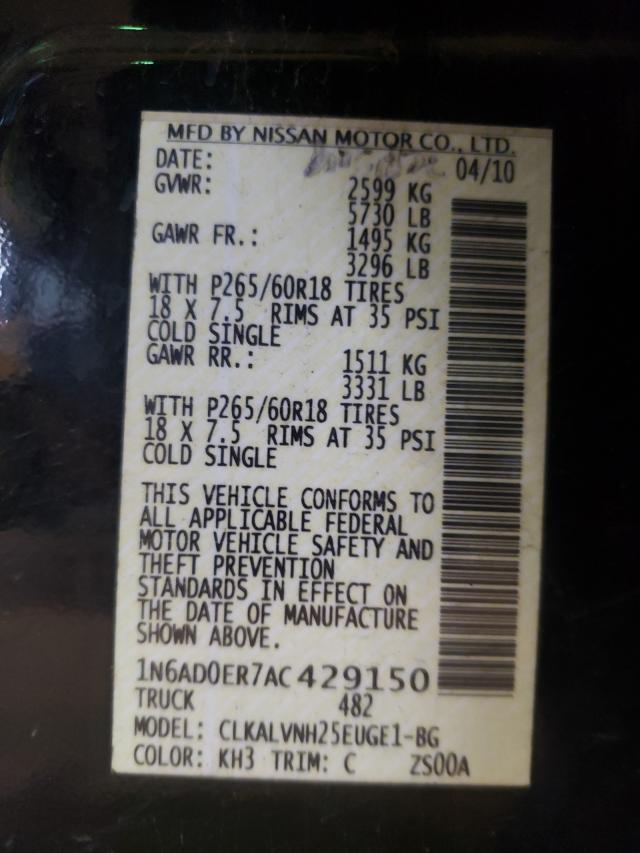 MFD BY NISSAN MOTOR CO., LTD.
DATE: 04/10
GVWR: 2599 KG
5730 LB
GAWR FR.: 1495 KG
3296 LB
WITH P265/60R18 TIRES
18 X 7.5 RIMS AT 35 PSI
COLD SINGLE
GAWR RR.: 1511 KG
3331 LB
WITH P265/60R18 TIRES
18 X 7.5 RIMS AT 35 PSI
COLD SINGLE
THIS VEHICLE CONFORMS TO
ALL APPLICABLE FEDERAL
MOTOR VEHICLE SAFETY AND
THEFT PREVENTION
STANDARDS IN EFFECT ON
THE DATE OF MANUFACTURE
SHOWN ABOVE.
1N6AD0ER7AC429150
TRUCK 482
MODEL: CLKALVNH25EUGE1-BG
COLOR: KH3 TRIM: C ZS00A